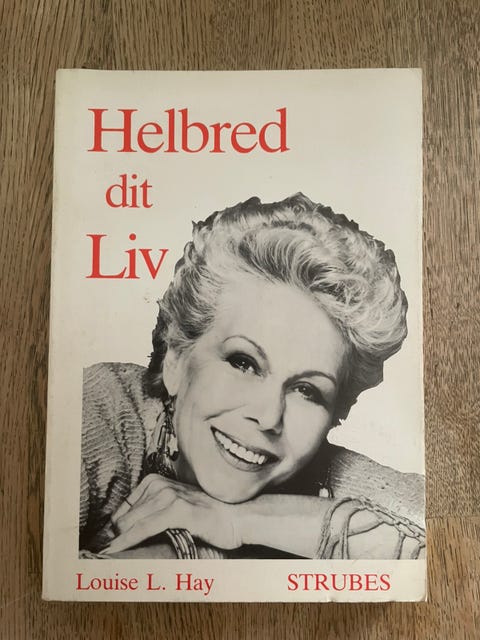 Helbred
dit
Liv
Louise L. Hay STRUBES